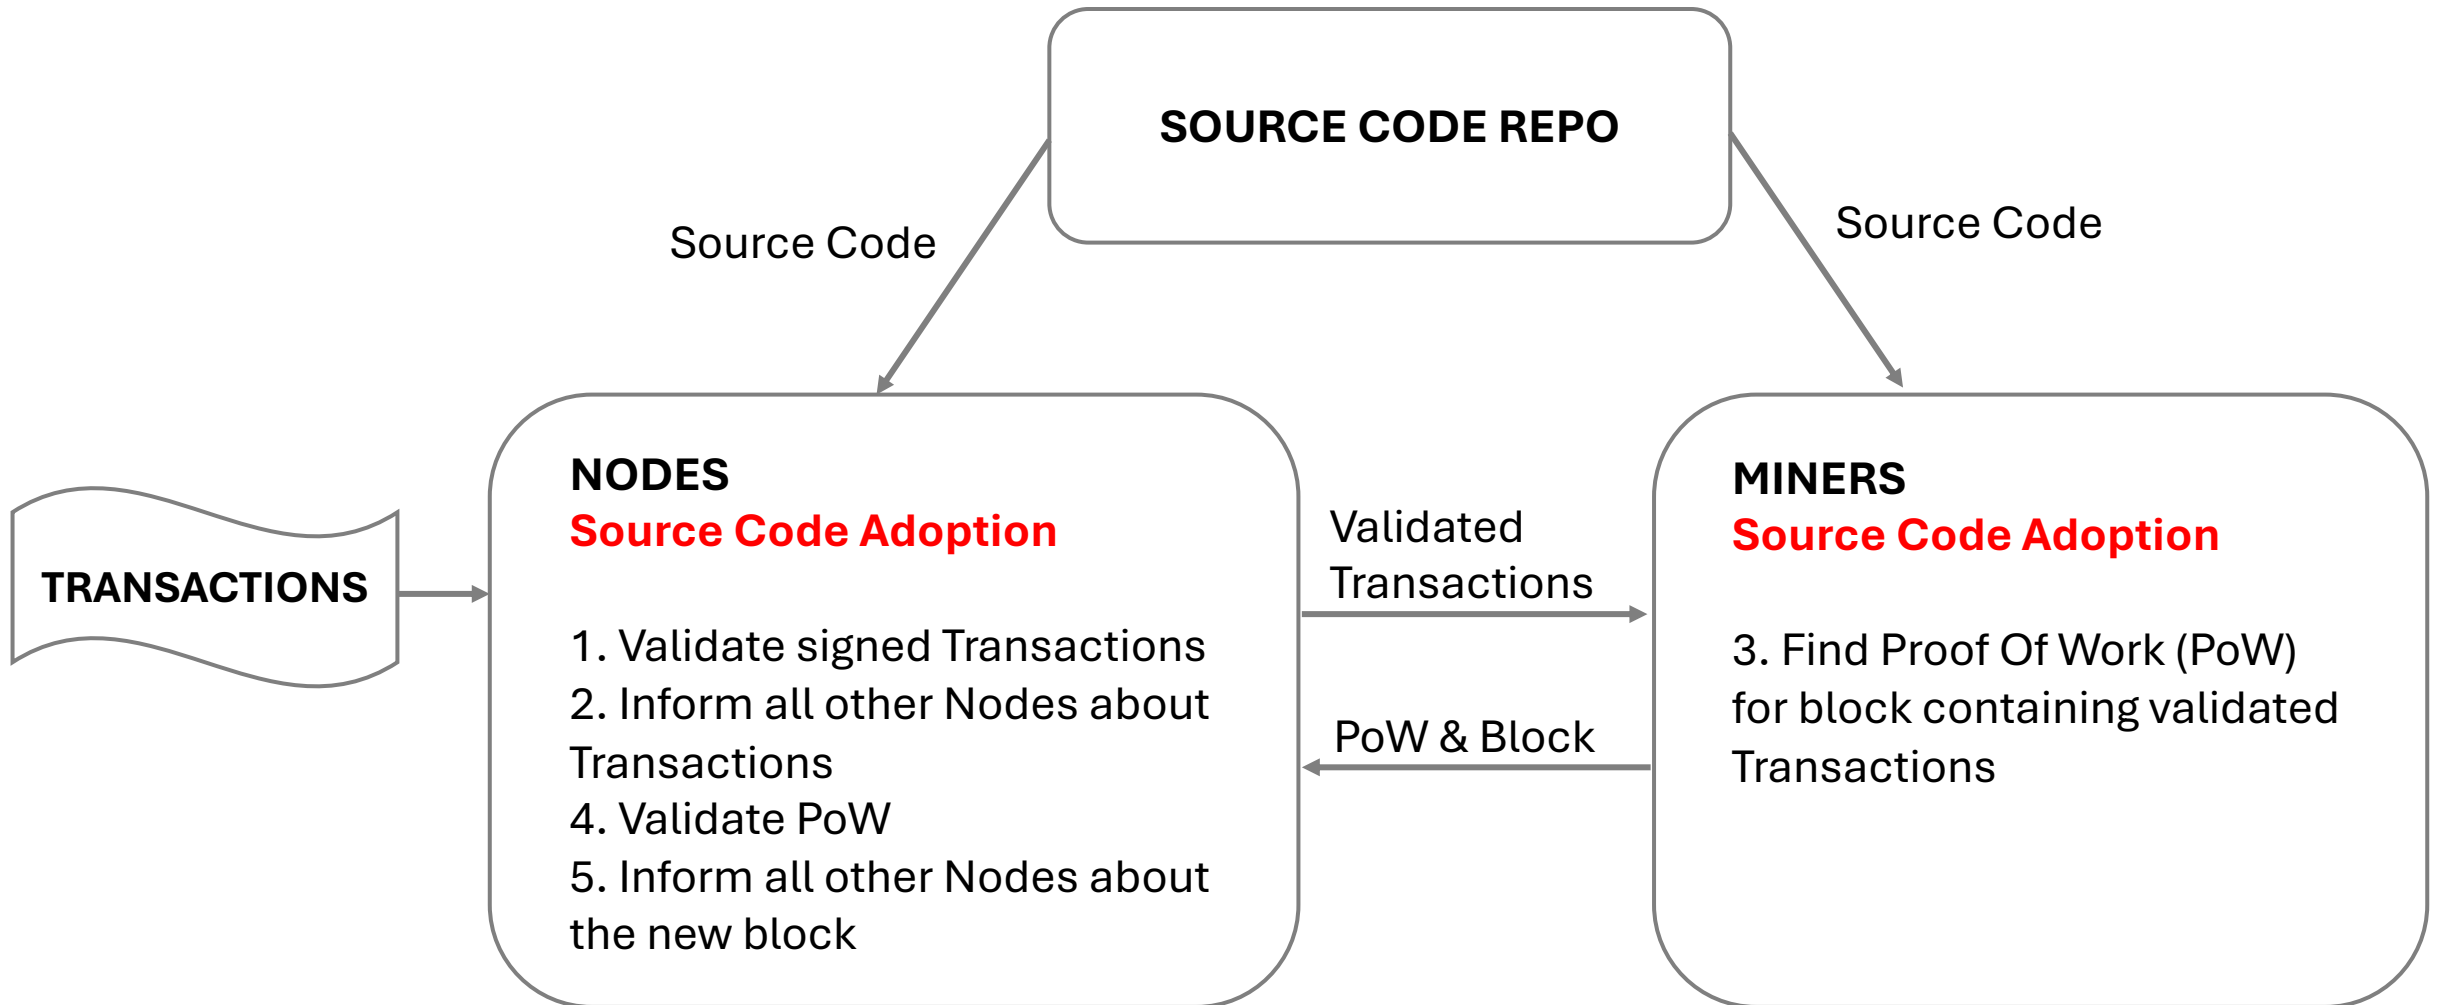 SOURCE CODE REPO
Source Code
Source Code
TRANSACTIONS
NODES
Source Code Adoption
1. Validate signed Transactions
2. Inform all other Nodes about
Transactions
4. Validate PoW
5. Inform all other Nodes about
the new block
Validated
Transactions
PoW & Block
MINERS
Source Code Adoption
3. Find Proof Of Work (PoW)
for block containing validated
Transactions